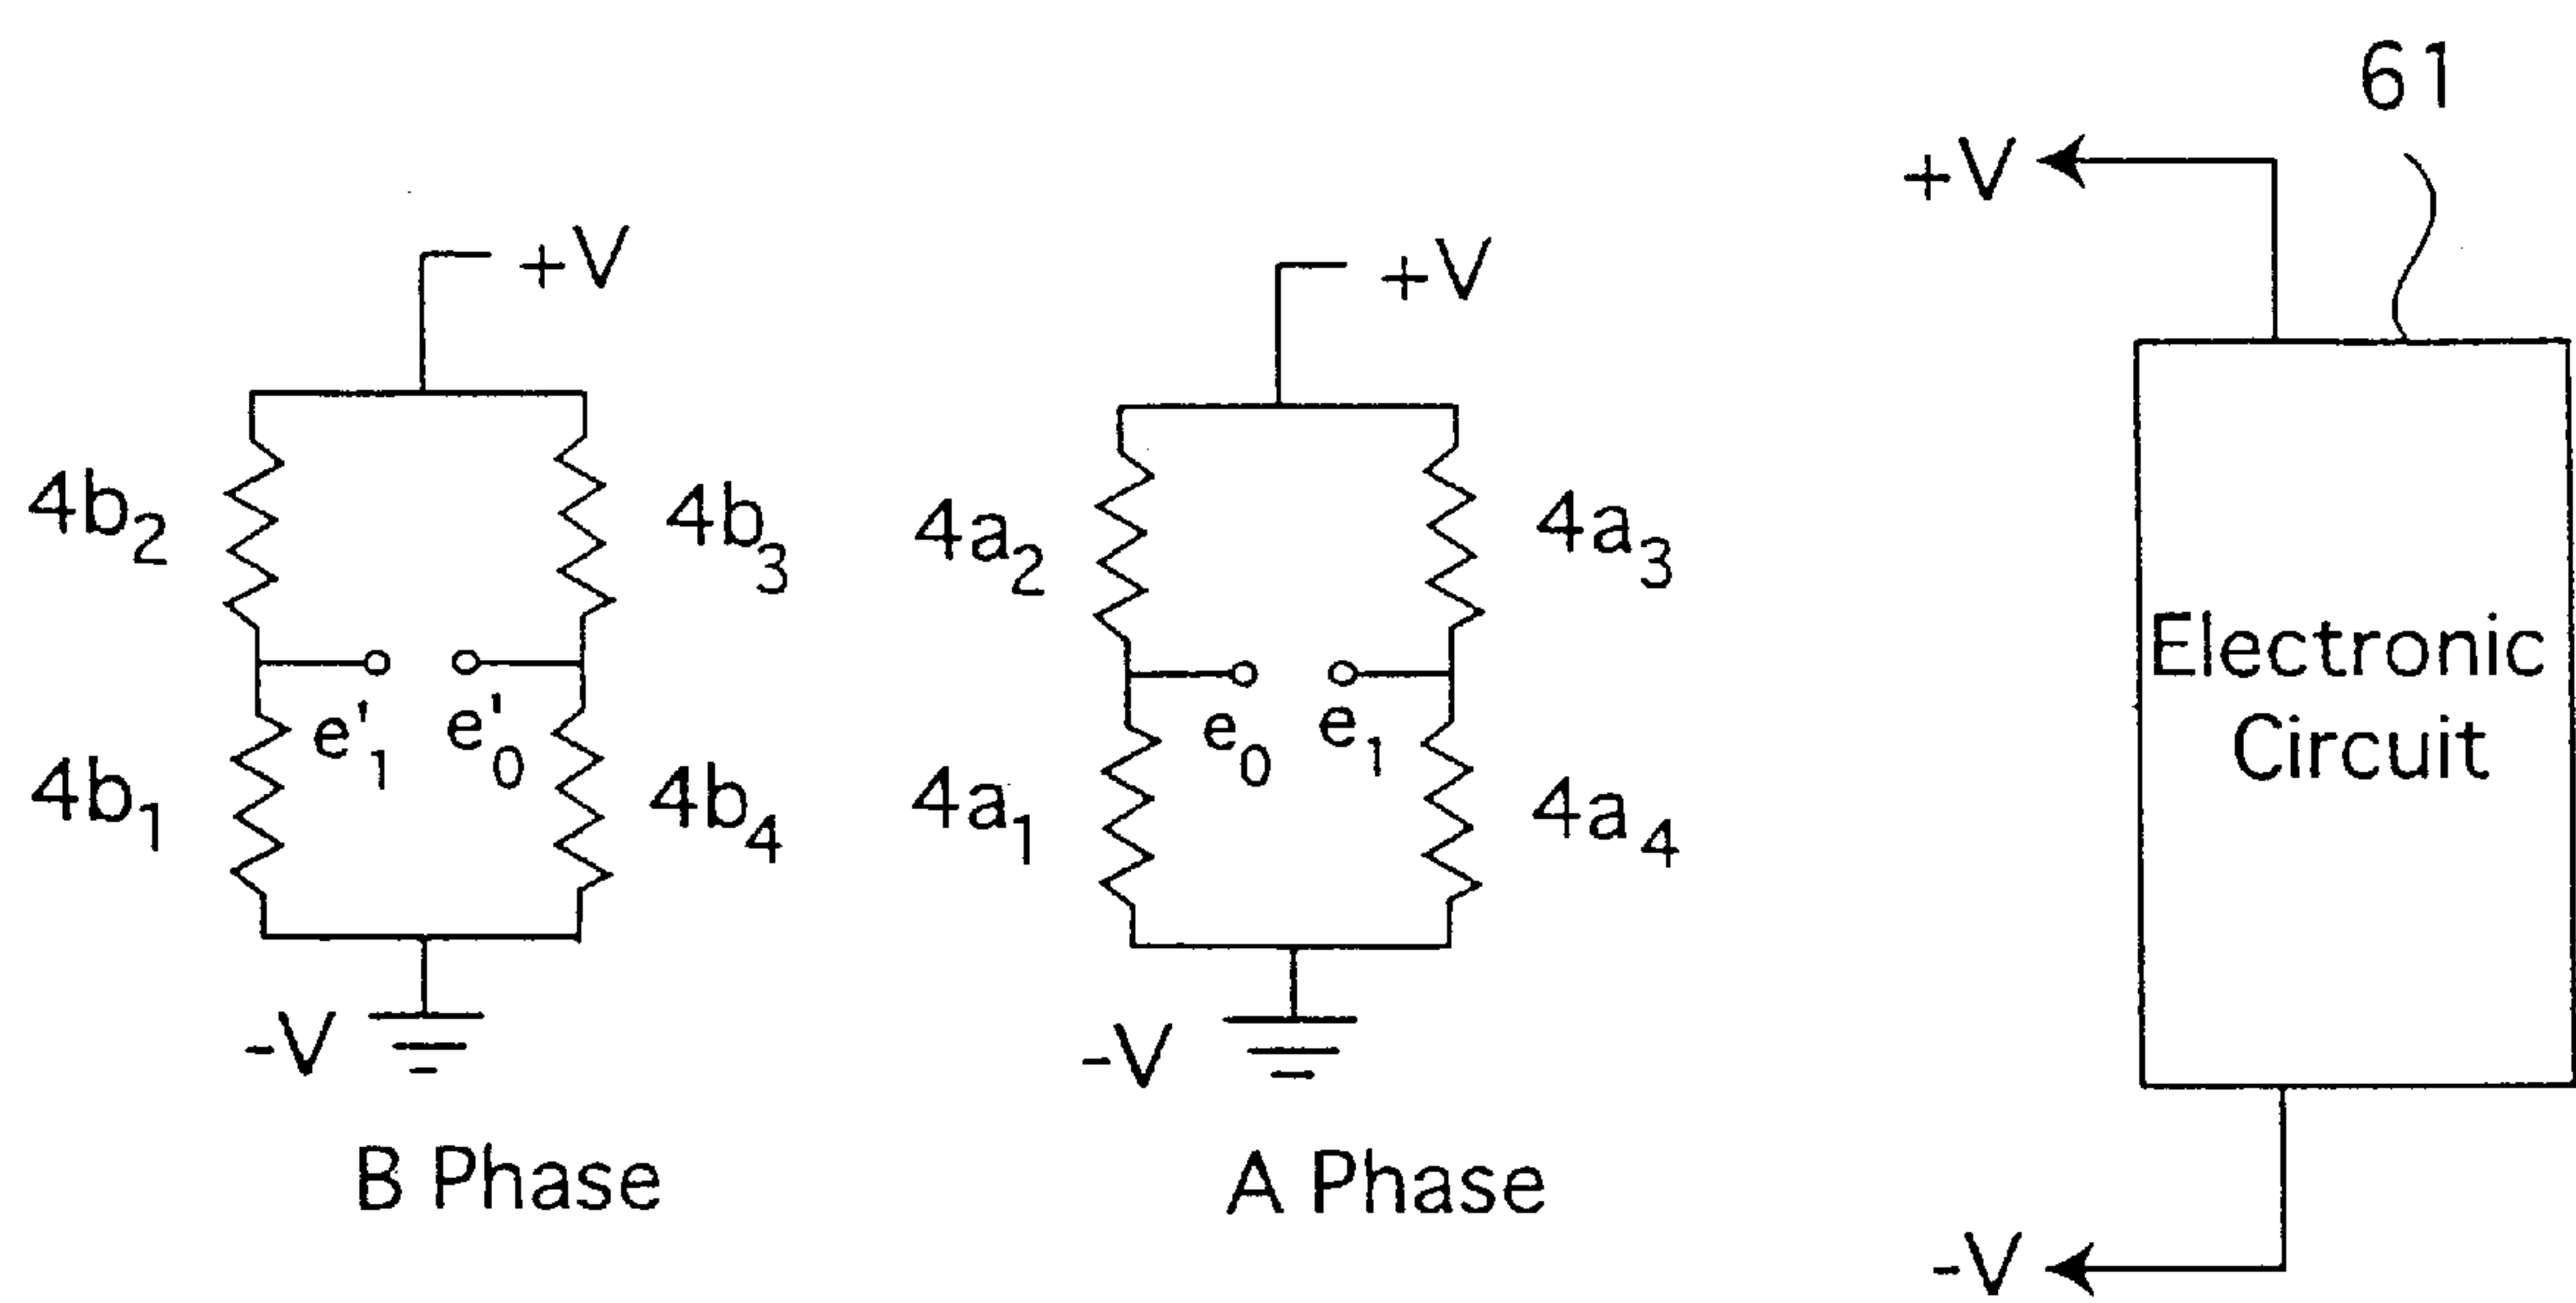 61
+V
+V
+V
4b2
4b3
4a2
4a3
Electronic
Circuit
e'1
e'0
e0
e1
4b1
4b4
4a1
4a4
-V
-V
B Phase
A Phase
-V